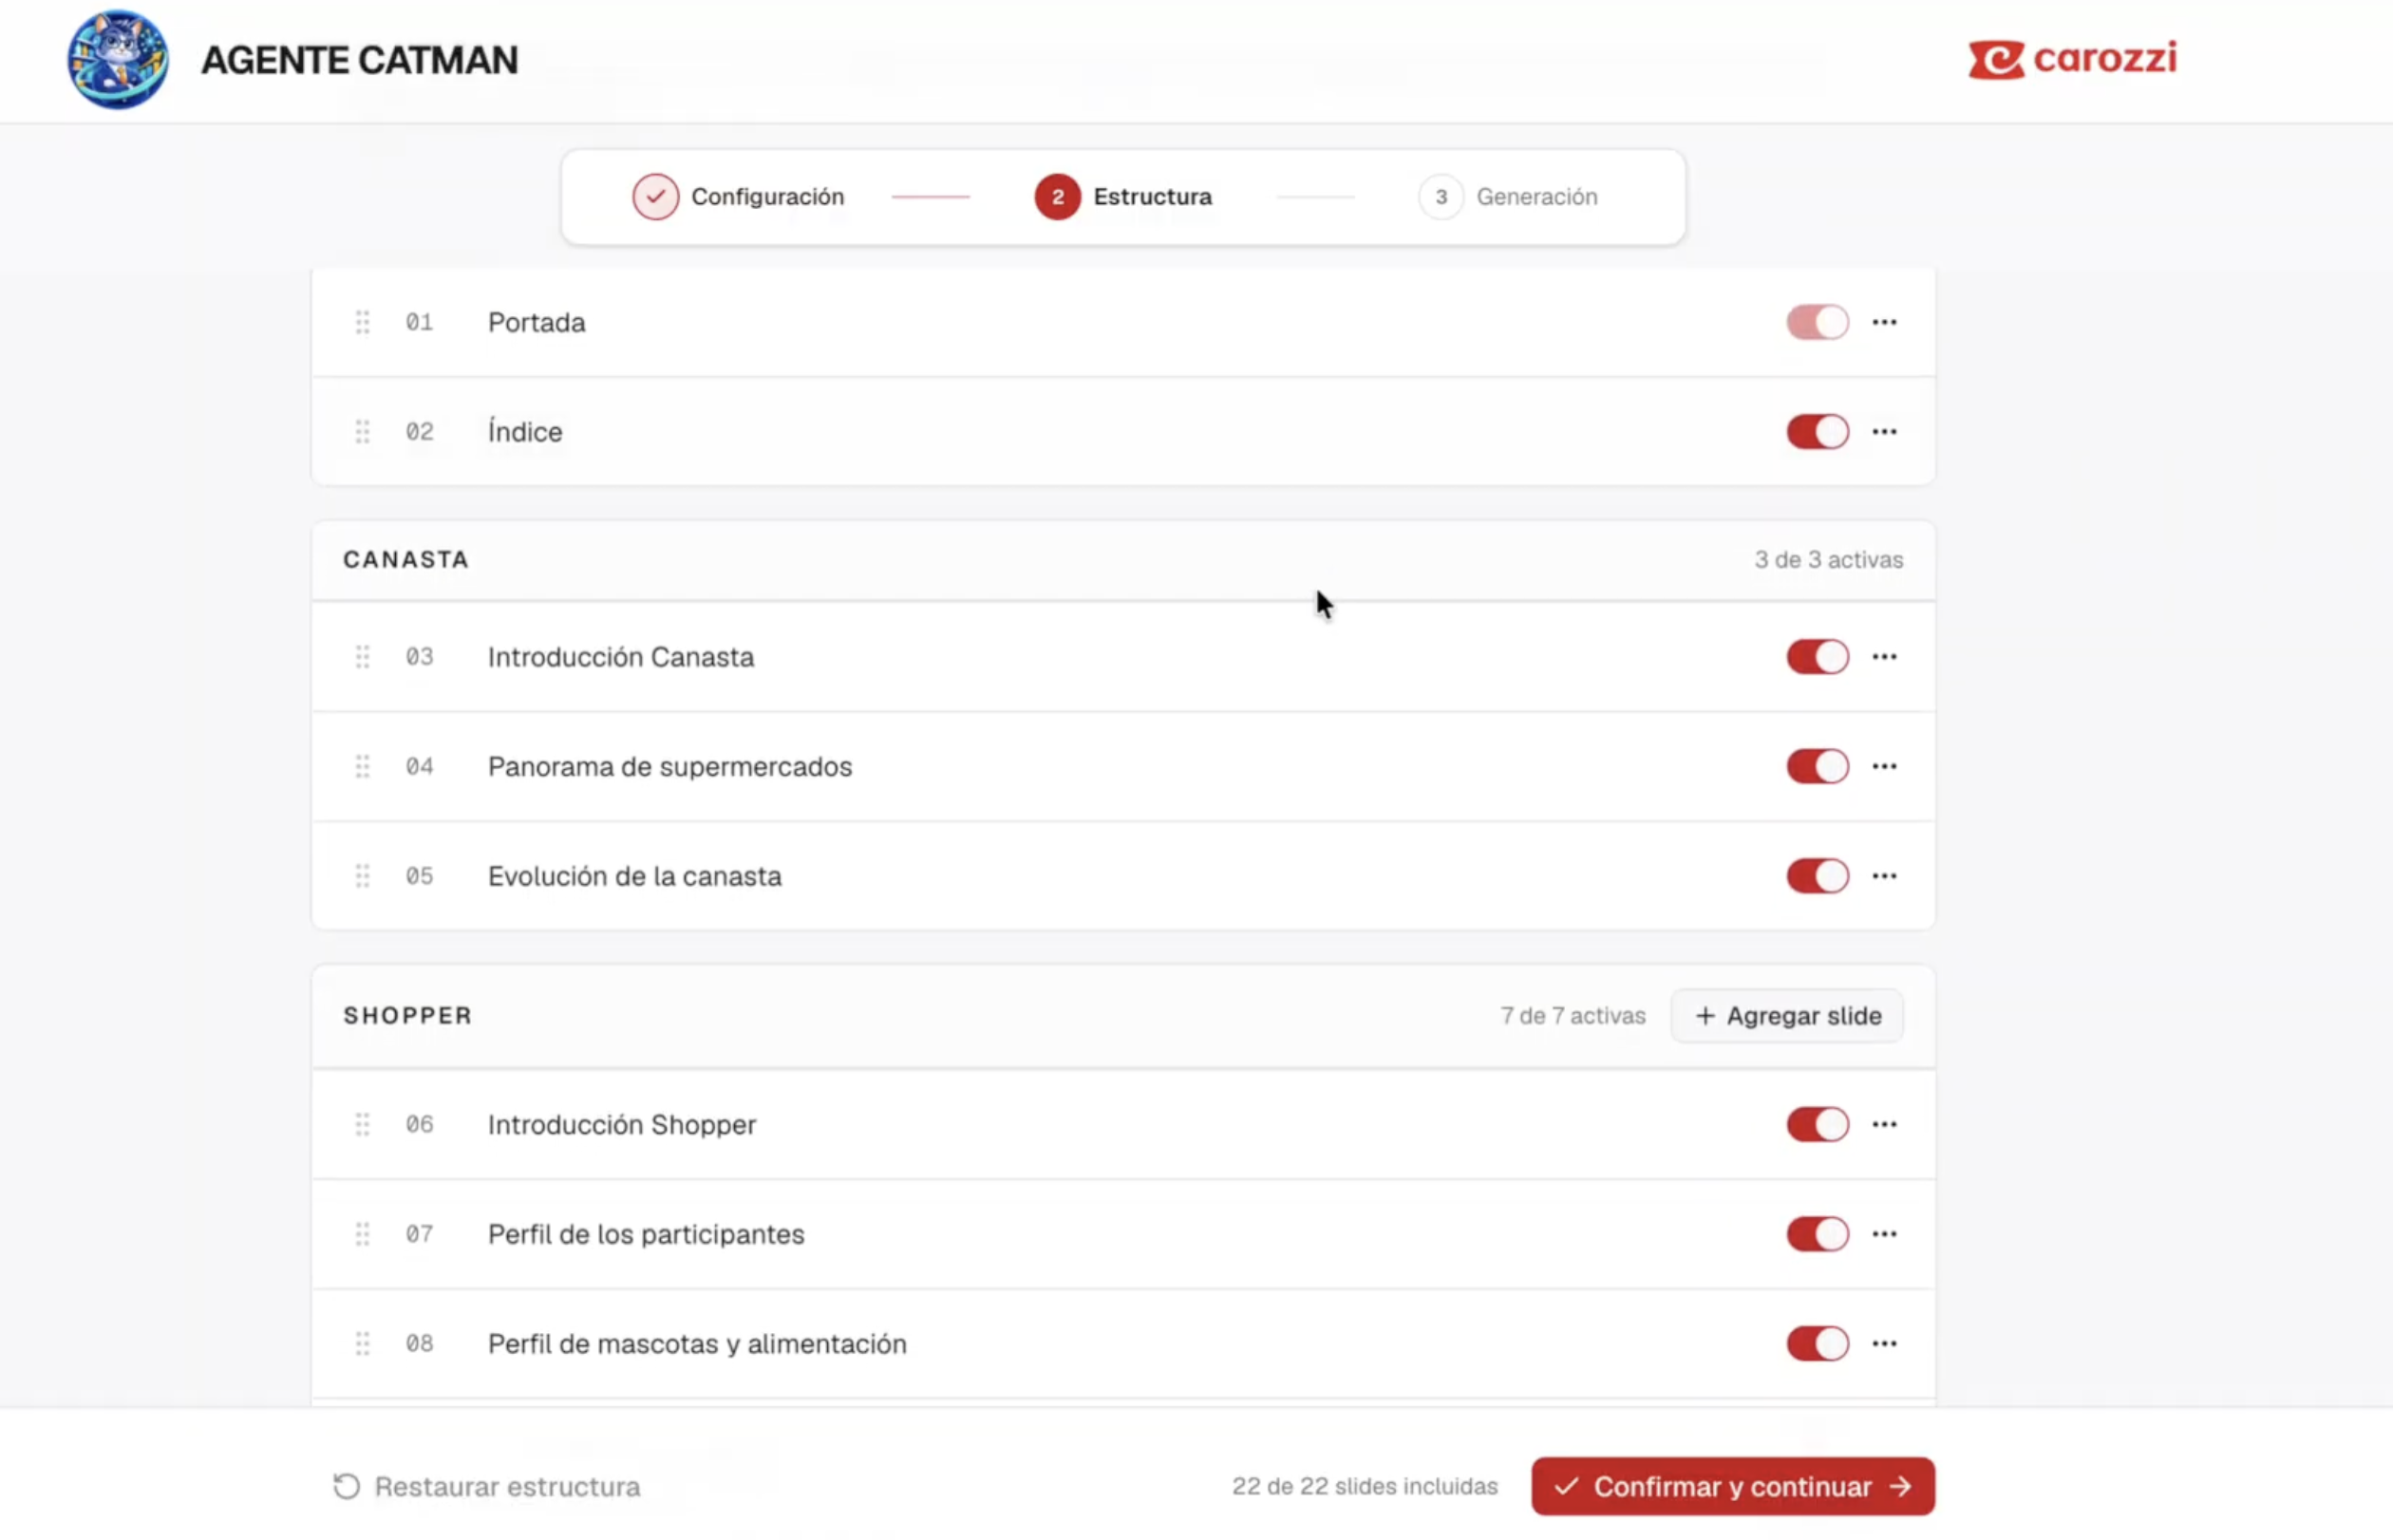 AGENTE CATMAN
carozzi
Configuración
2 Estructura
3 Generación
01 Portada
02 Índice
CANASTA 3 de 3 activas
03 Introducción Canasta
04 Panorama de supermercados
05 Evolución de la canasta
SHOPPER 7 de 7 activas + Agregar slide
06 Introducción Shopper
07 Perfil de los participantes
08 Perfil de mascotas y alimentación
Restaurar estructura 22 de 22 slides incluidas Confirmar y continuar →